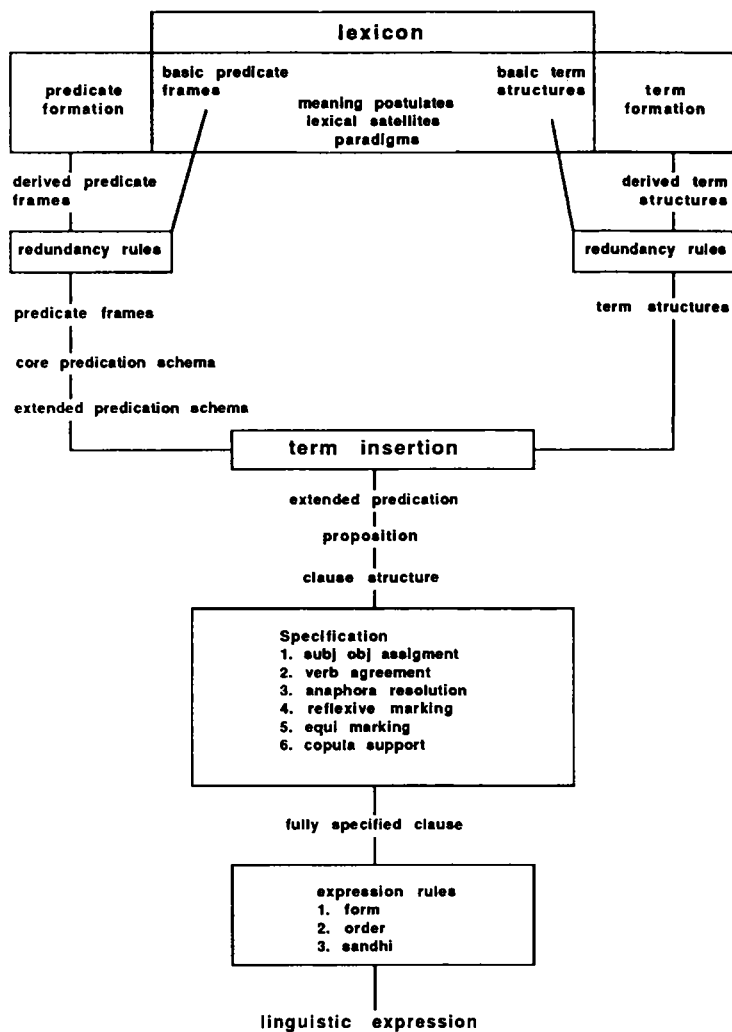 lexicon
predicate
formation
basic predicate
frames
meaning postulates
lexical satellites
paradigms
basic term
structures
term
formation
derived predicate
frames
derived term
structures
redundancy rules
redundancy rules
predicate frames
term structures
core predication schema
extended predication schema
term insertion
extended predication
proposition
clause structure
Specification
1. subj obj assigment
2. verb agreement
3. anaphora resolution
4. reflexive marking
5. equi marking
6. copula support
fully specified clause
expression rules
1. form
2. order
3. sandhi
linguistic expression